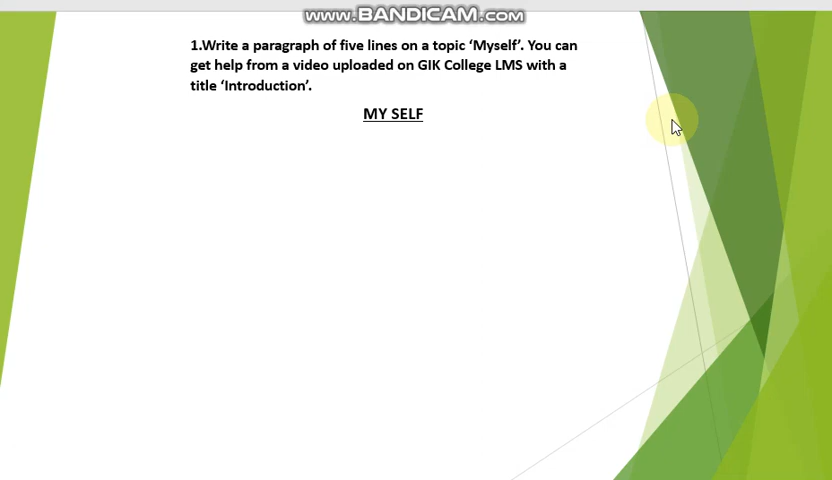 www.BANDICAM.com
1.Write a paragraph of five lines on a topic ‘Myself’. You can
get help from a video uploaded on GIK College LMS with a
title ‘Introduction’.
MY SELF